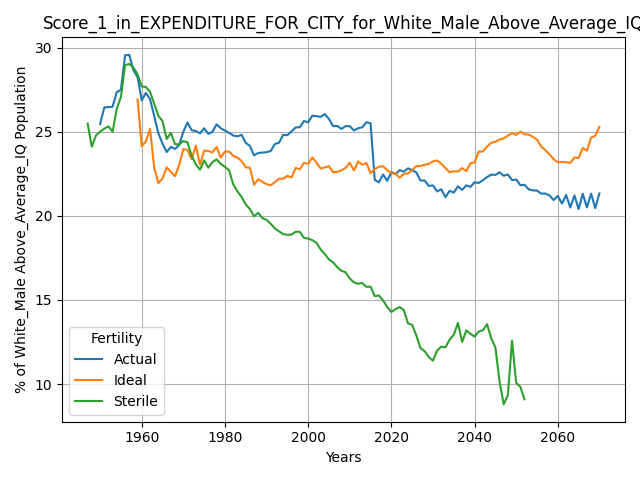 Score_1_in_EXPENDITURE_FOR_CITY_for_White_Male_Above_Average_IQ
% of White_Male Above_Average_IQ Population
30
25
20
15
10
Fertility
Actual
Ideal
Sterile
1960 1980 2000 2020 2040 2060
Years